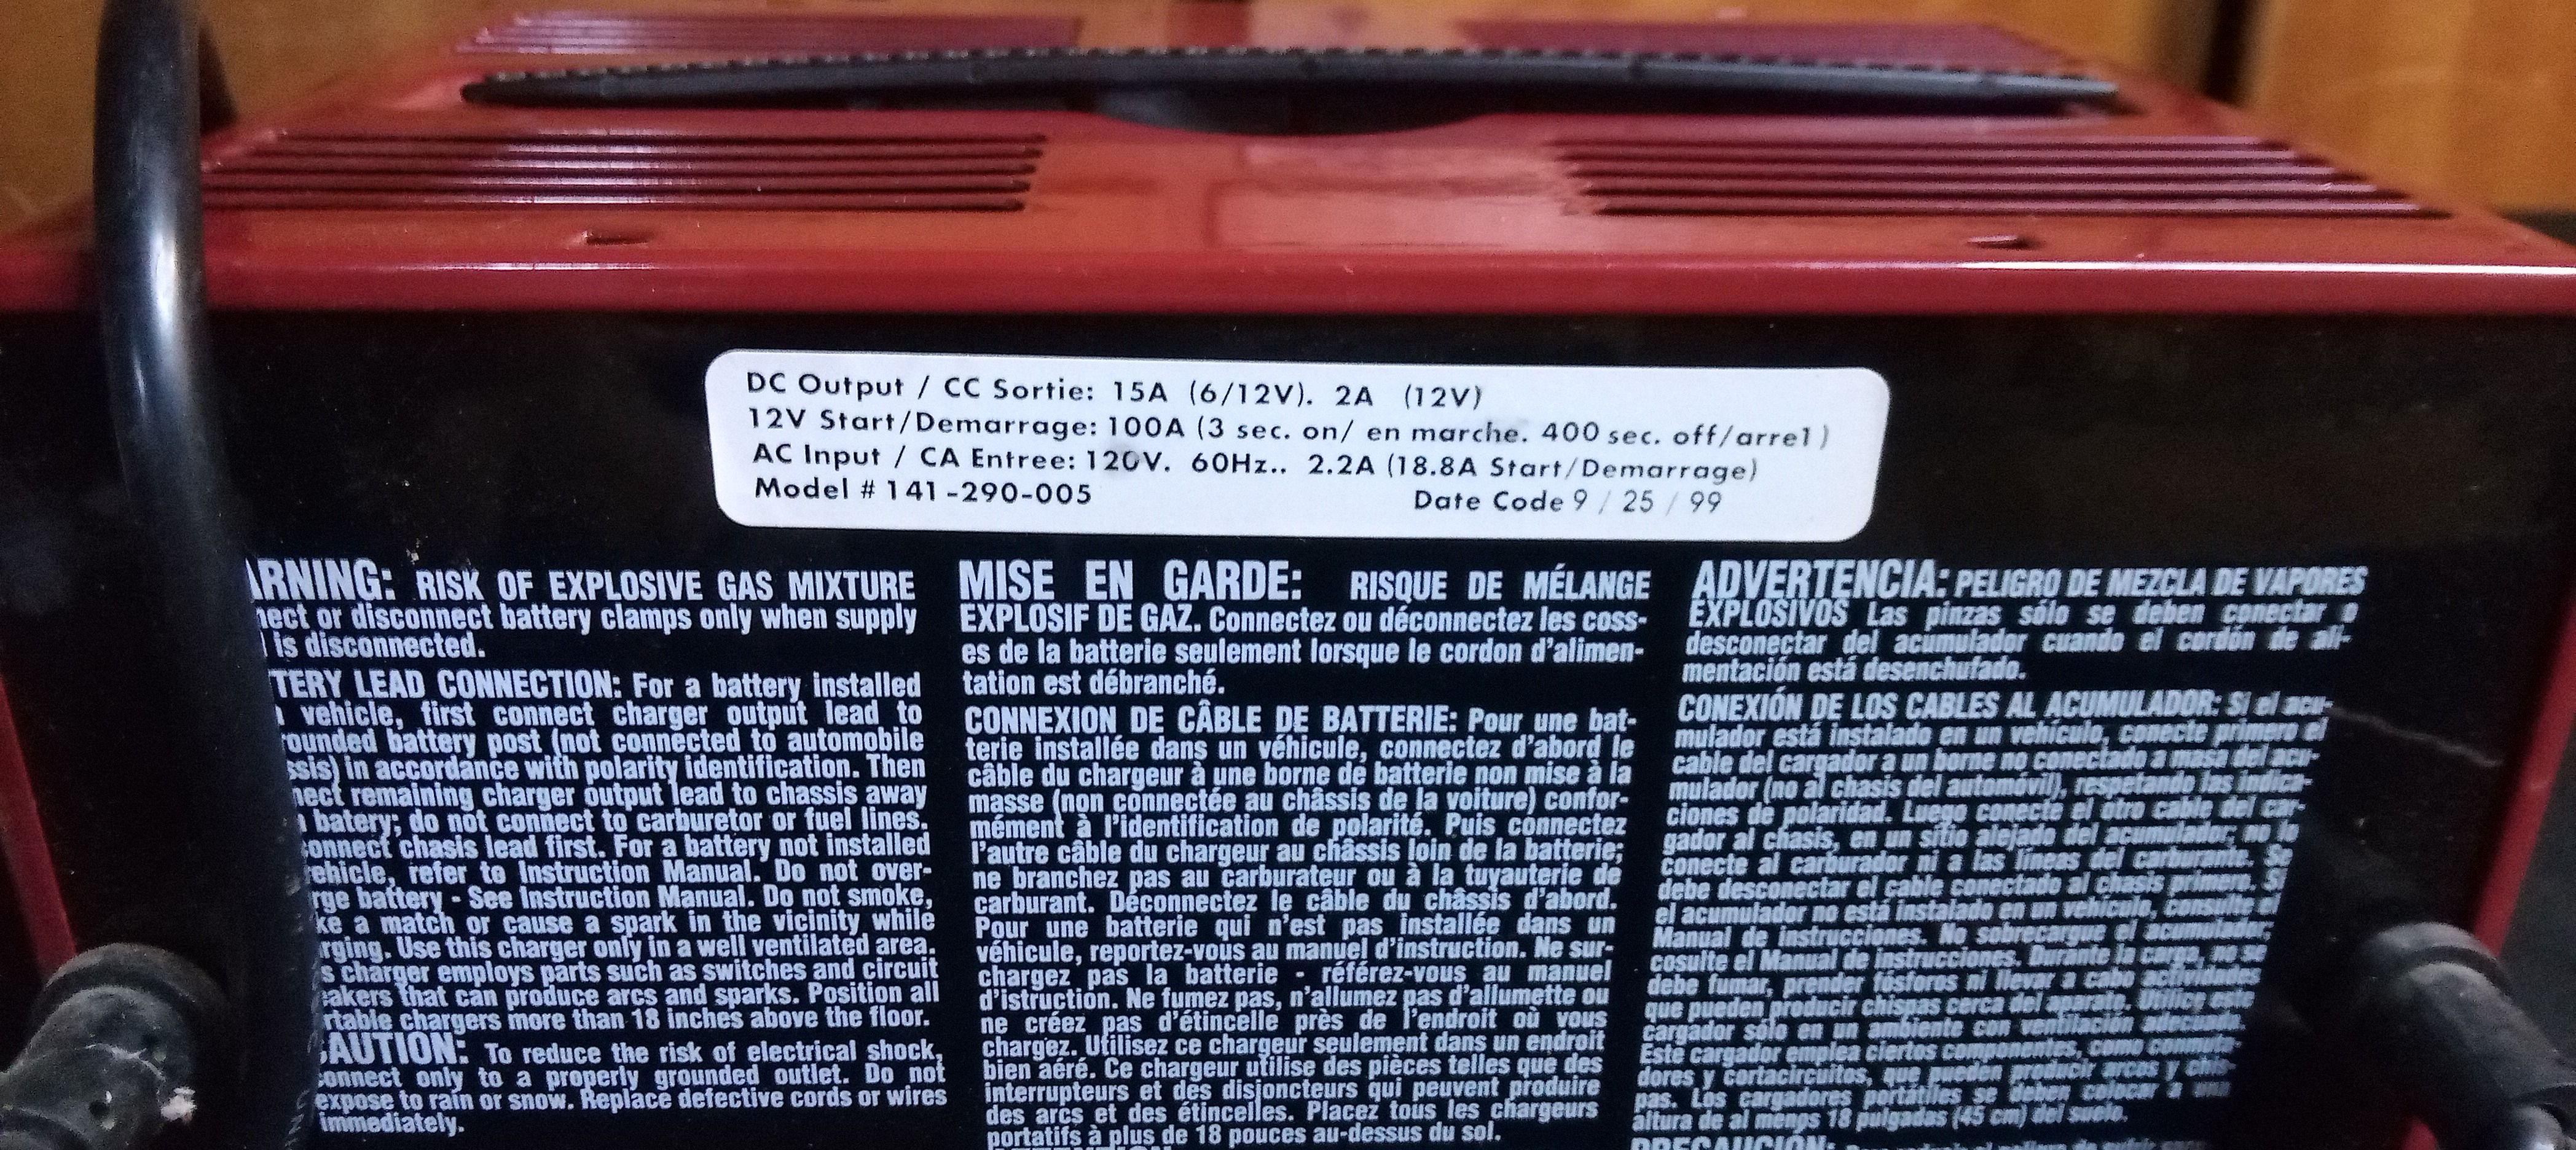 DC Output / CC Sortie: 15A (6/12V). 2A (12V)
12V Start/Demarrage: 100A (3 sec. on/ en marche. 400 sec. off/arrel)
AC Input / CA Entree: 120V. 60Hz.. 2.2A (18.8A Start/Demarrage)
Model # 141-290-005 Date Code 9 / 25 / 99
ARNING: RISK OF EXPLOSIVE GAS MIXTURE
nect or disconnect battery clamps only when supply
is disconnected.
TERY LEAD CONNECTION: For a battery installed
vehicle, first connect charger output lead to
ounded battery post (not connected to automobile
ssis) in accordance with polarity identification. Then
nect remaining charger output lead to chassis away
batery; do not connect to carburetor or fuel lines.
onnect chasis lead first. For a battery not installed
ehicle, refer to Instruction Manual. Do not over-
rge battery - See Instruction Manual. Do not smoke,
ke a match or cause a spark in the vicinity while
rging. Use this charger only in a well ventilated area.
s charger employs parts such as switches and circuit
eakers that can produce arcs and sparks. Position all
rtable chargers more than 18 inches above the floor.
CAUTION: To reduce the risk of electrical shock,
onnect only to a properly grounded outlet. Do not
expose to rain or snow. Replace defective cords or wires
immediately.
MISE EN GARDE: RISQUE DE MÉLANGE
EXPLOSIF DE GAZ. Connectez ou déconnectez les coss-
es de la batterie seulement lorsque le cordon d'alimen-
tation est débranché.
CONNEXION DE CÂBLE DE BATTERIE: Pour une bat-
terie installée dans un véhicule, connectez d'abord le
câble du chargeur à une borne de batterie non mise à la
masse (non connectée au châssis de la voiture) confor-
mément à l'identification de polarité. Puis connectez
l'autre câble du chargeur au châssis loin de la batterie;
ne branchez pas au carburateur ou à la tuyauterie de
carburant. Déconnectez le câble du châssis d'abord.
Pour une batterie qui n'est pas installée dans un
véhicule, reportez-vous au manuel d'instruction. Ne sur-
chargez pas la batterie - référez-vous au manuel
d'istruction. Ne fumez pas, n'allumez pas d'allumette ou
ne créez pas d'étincelle près de l'endroit où vous
chargez. Utilisez ce chargeur seulement dans un endroit
bien aéré. Ce chargeur utilise des pièces telles que des
interrupteurs et des disjoncteurs qui peuvent produire
des arcs et des étincelles. Placez tous les chargeurs
portatifs à plus de 18 pouces au-dessus du sol.
ADVERTENCIA: PELIGRO DE MEZCLA DE VAPORES
EXPLOSIVOS Las pinzas sólo se deben conectar o
desconectar del acumulador cuando el cordón de ali-
mentación está desenchufado.
CONEXIÓN DE LOS CABLES AL ACUMULADOR: Si el acu-
mulador está instalado en un vehículo, conecte primero el
cable del cargador a un borne no conectado a masa del acu-
mulador (no al chasis del automóvil), respetando las indica-
ciones de polaridad. Luego conecte el otro cable del car-
gador al chasis, en un sitio alejado del acumulador; no lo
conecte al carburador ni a las líneas del carburante. Se
debe desconectar el cable conectado al chasis primero. Si
el acumulador no está instalado en un vehículo, consulte el
Manual de instrucciones. No sobrecargue el acumulador;
cosulte el Manual de instrucciones. Durante la carga, no se
debe fumar, prender fósforos ni llevar a cabo actividades
que pueden producir chispas cerca del aparato. Utilice este
cargador sólo en un ambiente con ventilación adecuada.
Este cargador emplea ciertos componentes, como conmuta-
dores y cortacircuitos, que pueden producir arcos y chis-
pas. Los cargadores portátiles se deben colocar a una
altura de al menos 18 pulgadas (45 cm) del suelo.
PRECAUCIÓN: